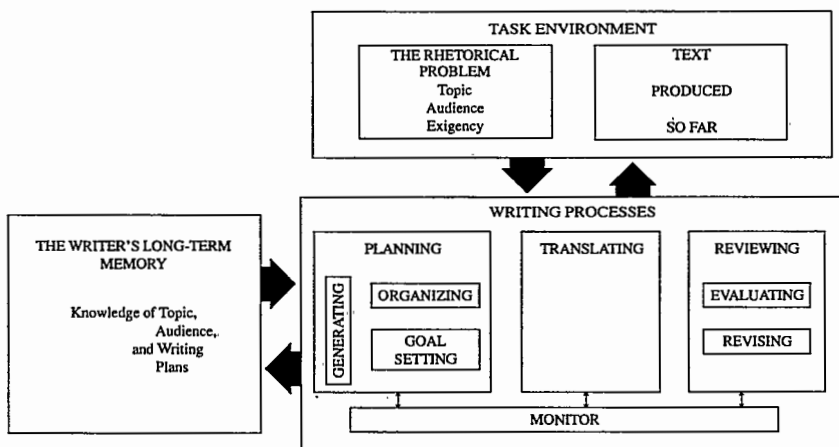 TASK ENVIRONMENT
THE RHETORICAL
PROBLEM
Topic
Audience
Exigency
TEXT
PRODUCED
SO FAR
THE WRITER'S LONG-TERM
MEMORY
Knowledge of Topic,
Audience,
and Writing
Plans
WRITING PROCESSES
PLANNING
GENERATING
ORGANIZING
GOAL
SETTING
TRANSLATING
REVIEWING
EVALUATING
REVISING
MONITOR